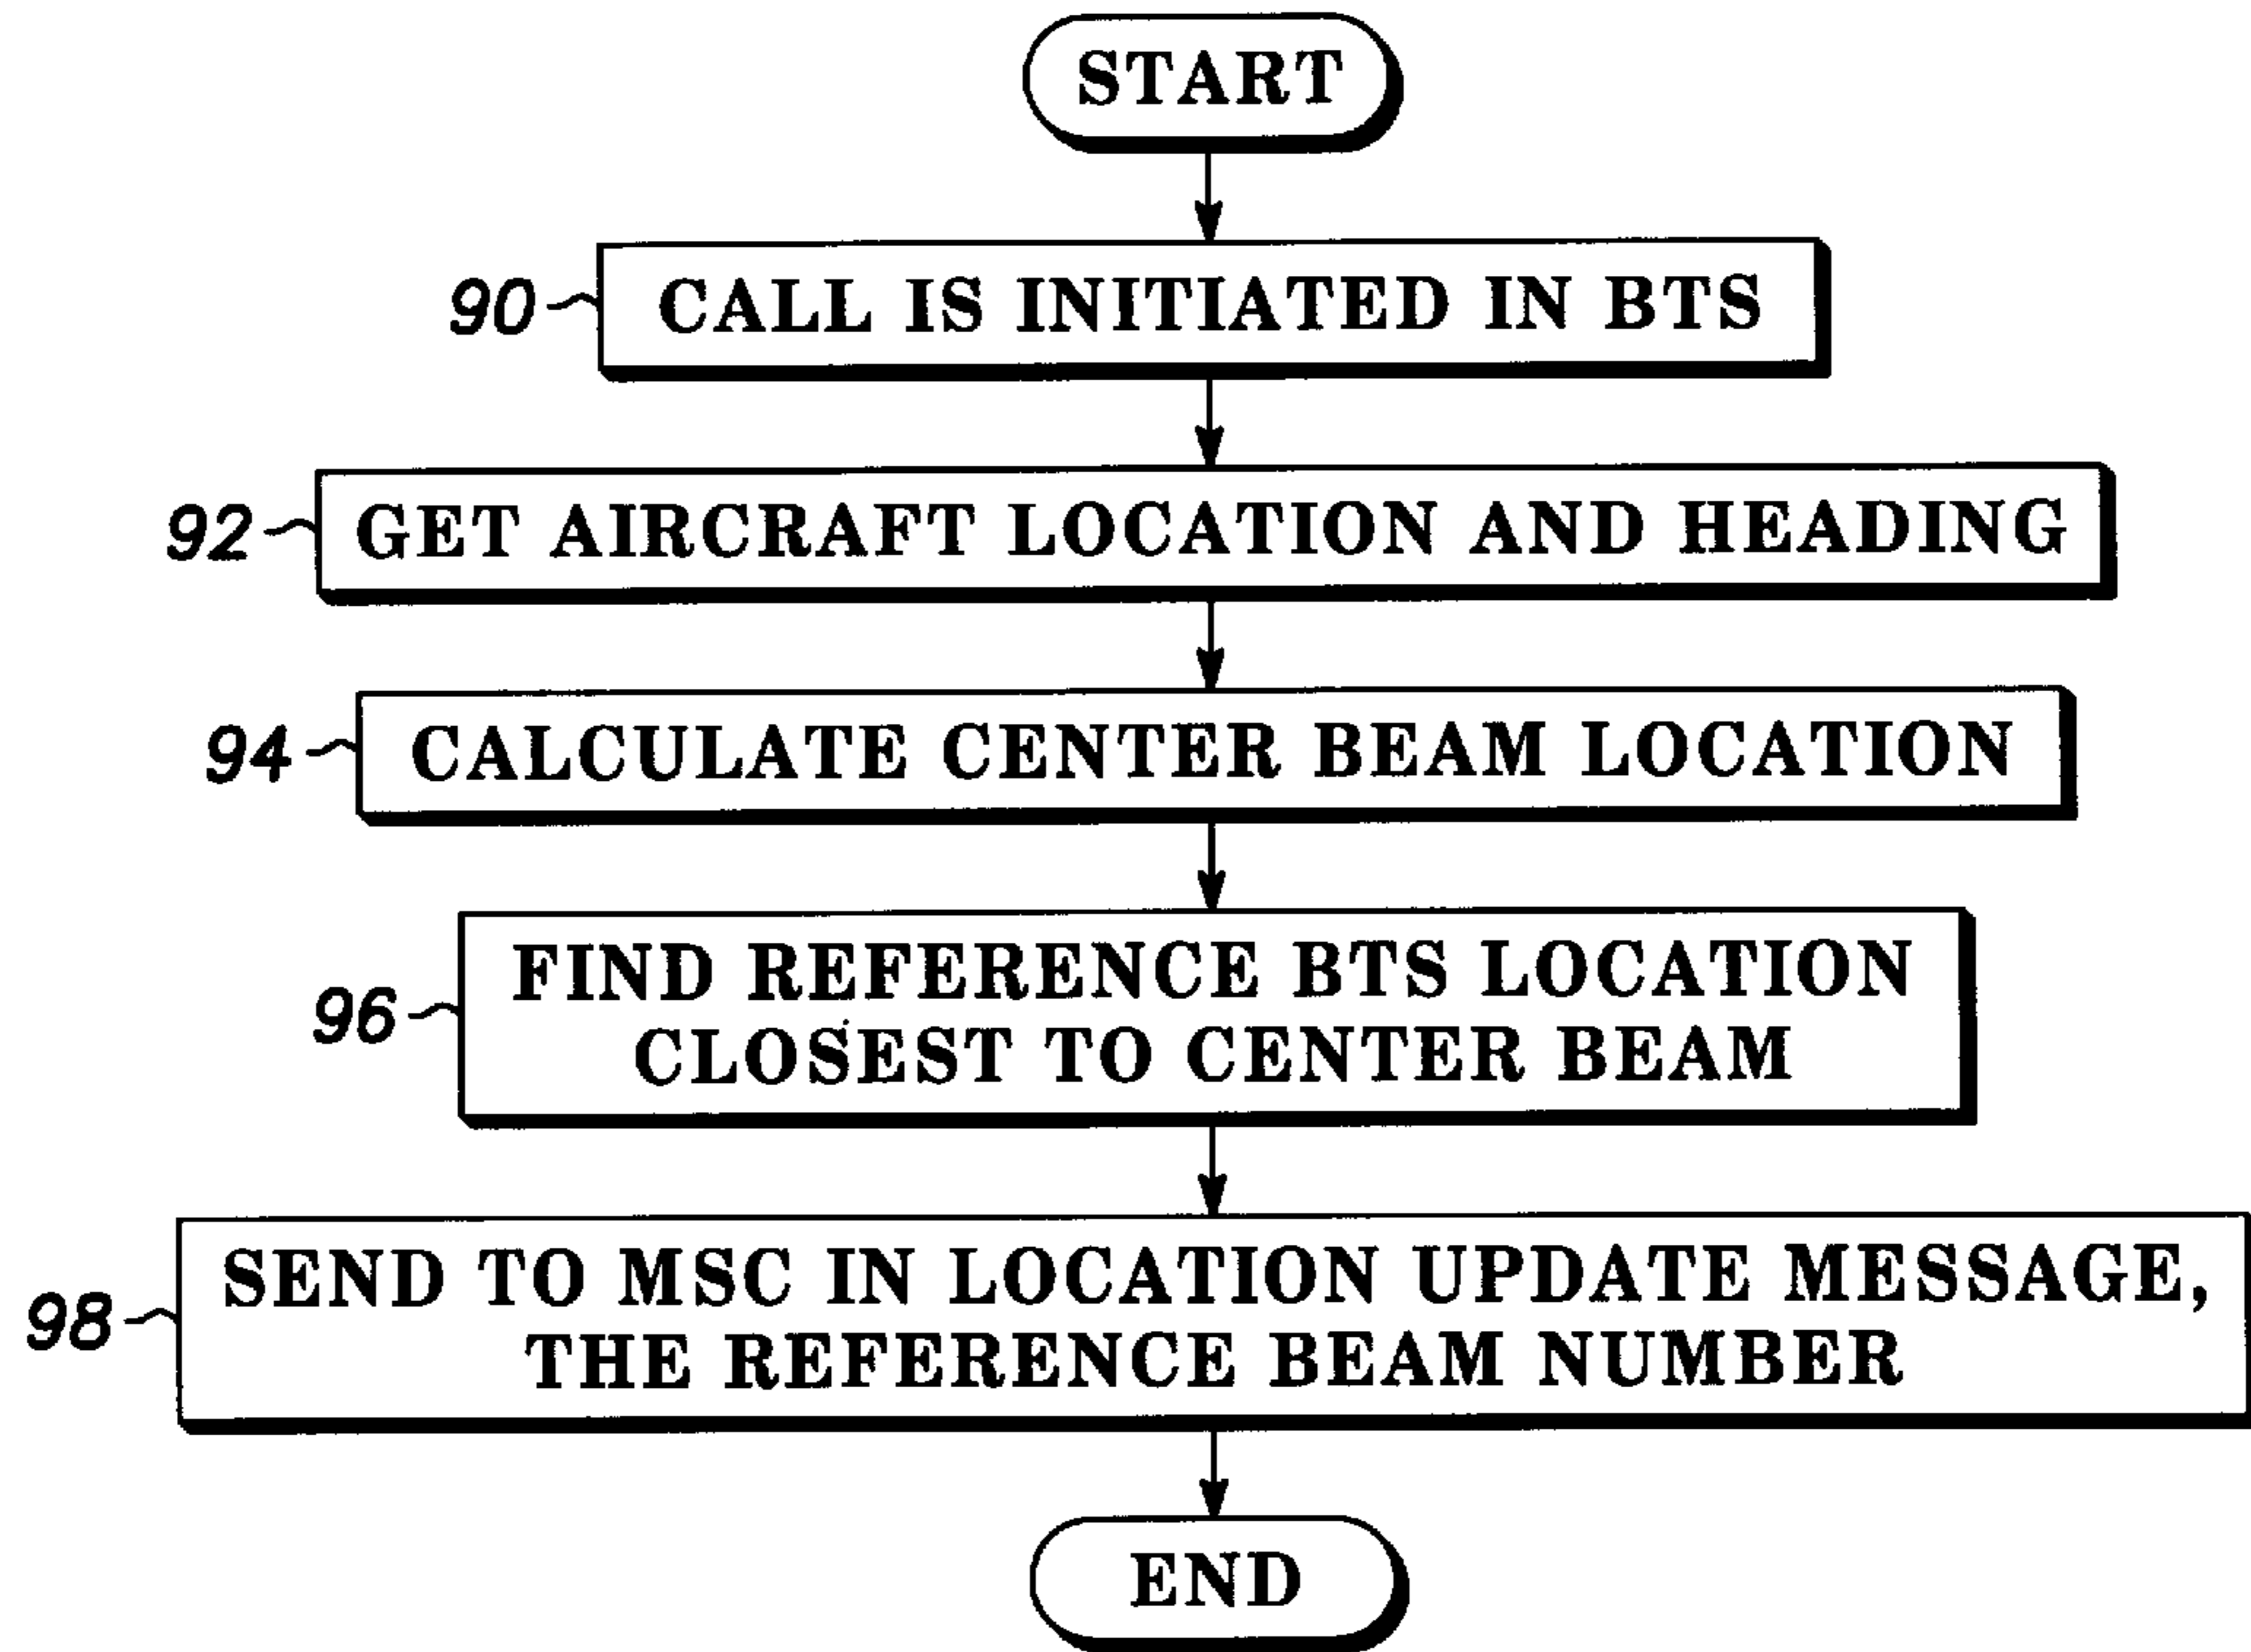 START
90
CALL IS INITIATED IN BTS
92
GET AIRCRAFT LOCATION AND HEADING
94
CALCULATE CENTER BEAM LOCATION
96
FIND REFERENCE BTS LOCATION
CLOSEST TO CENTER BEAM
98
SEND TO MSC IN LOCATION UPDATE MESSAGE,
THE REFERENCE BEAM NUMBER
END